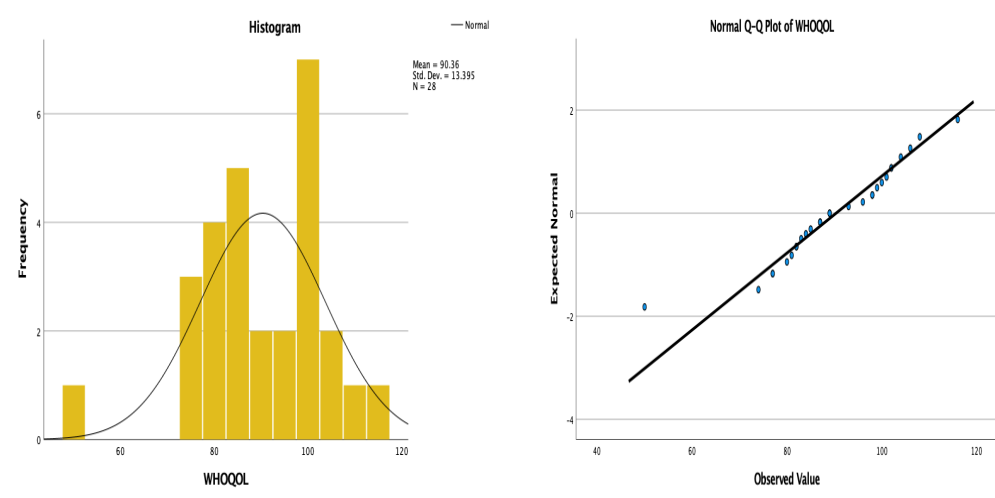 Histogram
Normal
Mean = 90.36
Std. Dev. = 13.395
N = 28
Frequency
6
4
2
0
60
80
100
120
WHOQOL
Normal Q-Q Plot of WHOQOL
Expected Normal
2
0
-2
-4
40
60
80
100
120
Observed Value